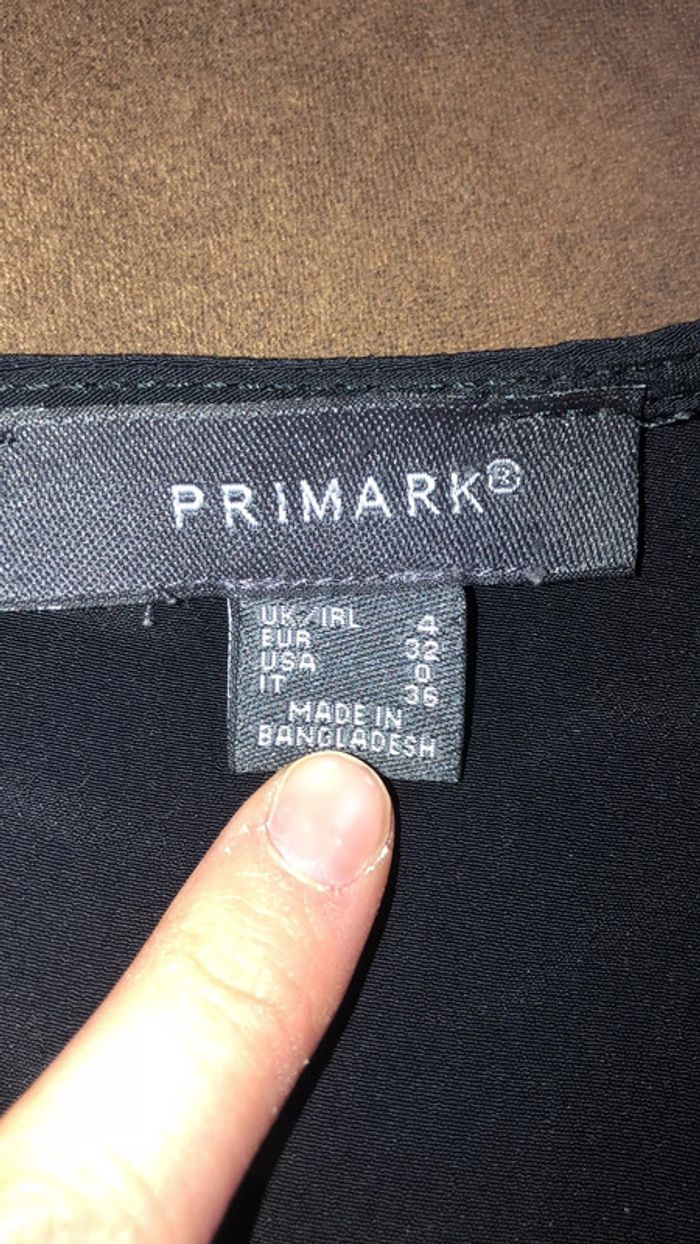 PRIMARK®
UK/IRL 4
EUR 32
USA 0
IT 36
MADE IN
BANGLADESH